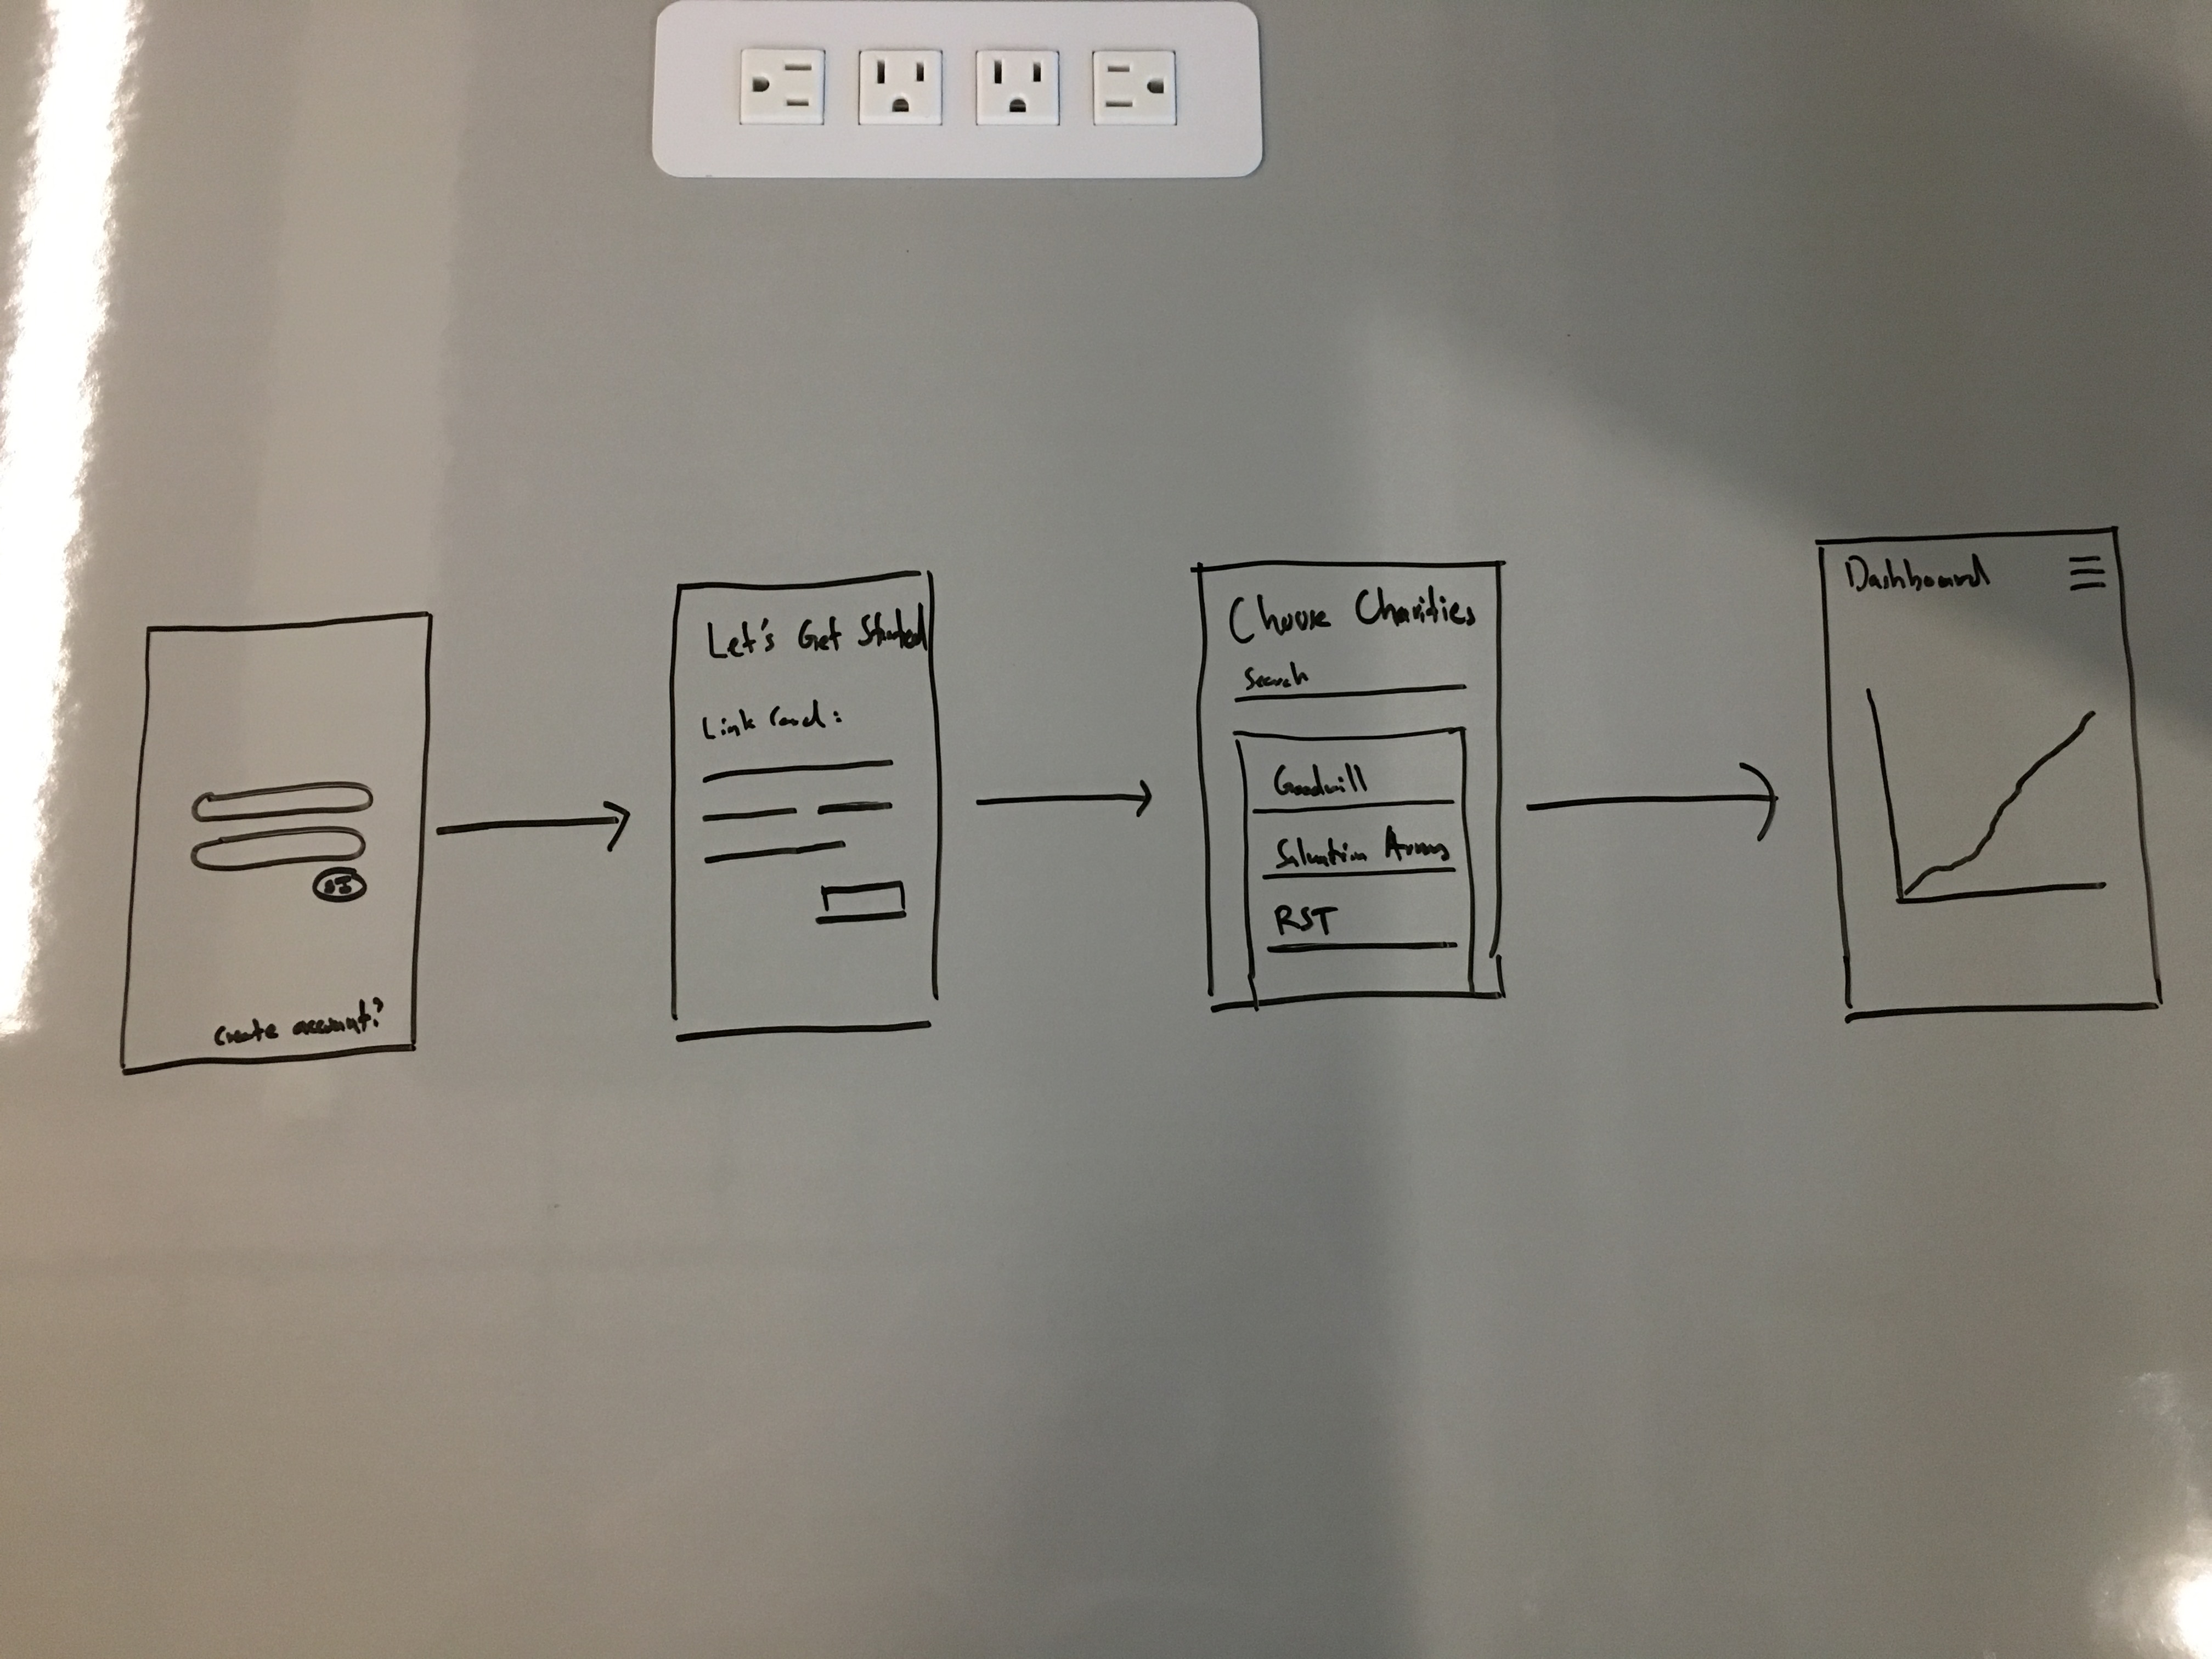 create account?
Let's Get Started
Link Card:
Choose Charities
Search
Goodwill
Salvation Army
RST
Dashboard